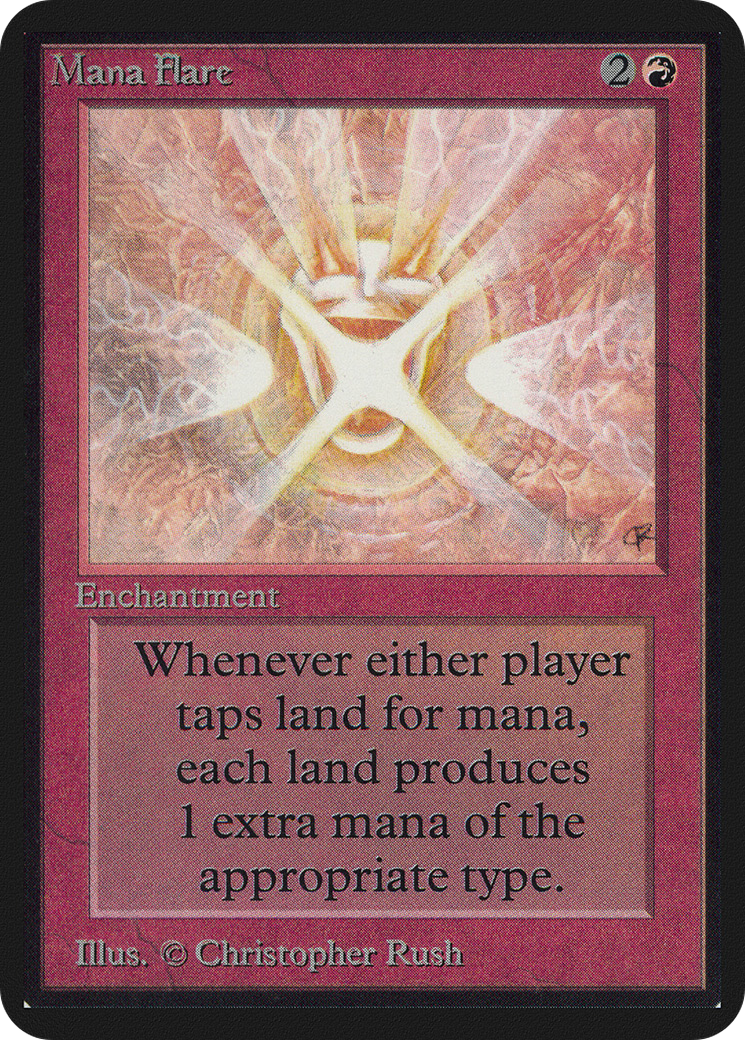 Mana Flare 2
Enchantment
Whenever either player
taps land for mana,
each land produces
1 extra mana of the
appropriate type.
Illus. © Christopher Rush
CR